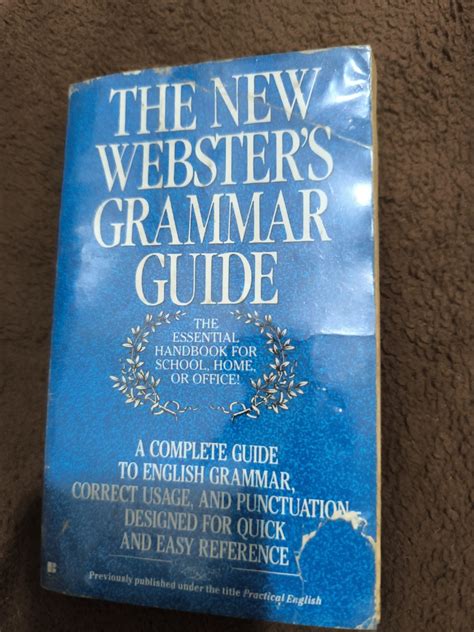 THE NEW
WEBSTER'S
GRAMMAR
GUIDE
THE
ESSENTIAL
HANDBOOK FOR
SCHOOL, HOME,
OR OFFICE!
A COMPLETE GUIDE
TO ENGLISH GRAMMAR,
CORRECT USAGE, AND PUNCTUATION
DESIGNED FOR QUICK
AND EASY REFERENCE
Previously published under the title Practical English
B